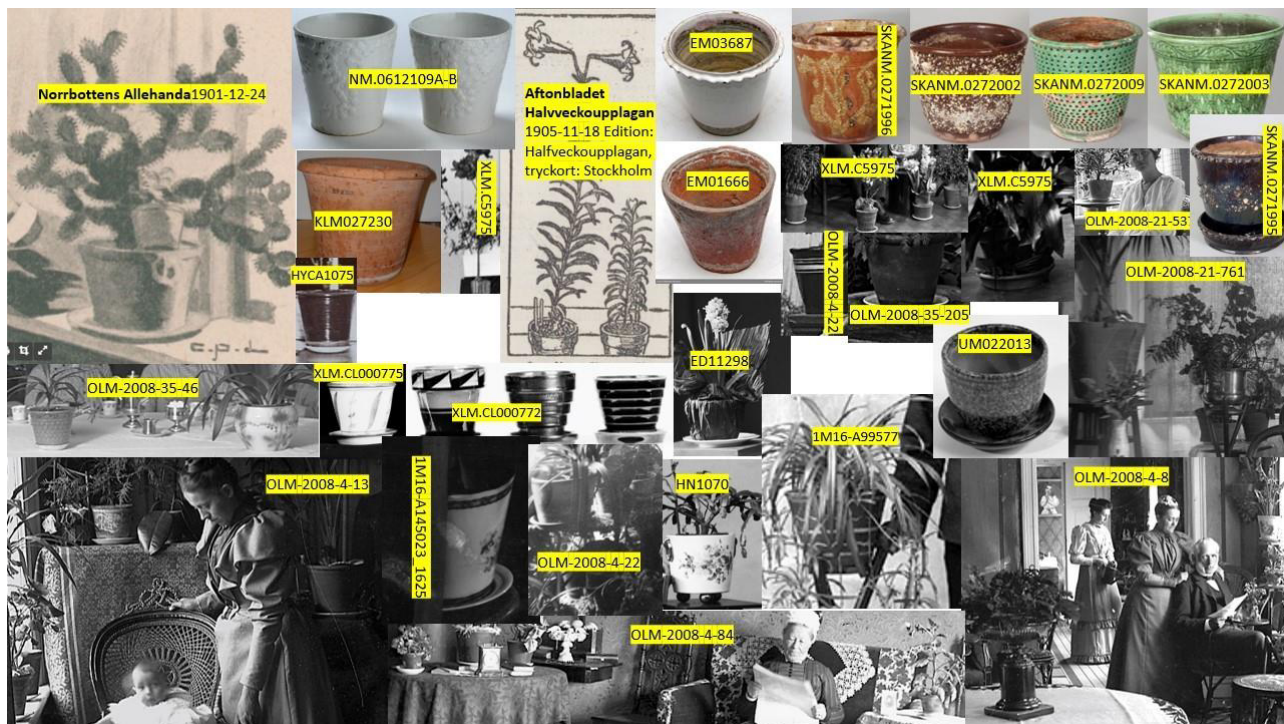 Norrbottens Allehanda1901-12-24
NM.0612109A-B
Aftonbladet
Halvveckoupplagan
1905-11-18 Edition:
Halfveckoupplagan,
tryckort: Stockholm
EM03687
SKANM.0271996
SKANM.0272002
SKANM.0272009
SKANM.0272003
KLM027230
XLM.C5975
EM01666
XLM.C5975
XLM.C5975
OLM-2008-21-537
SKANM.0271995
HYCA1075
OLM-2008-4-22
OLM-2008-35-205
OLM-2008-21-761
C.P.L
OLM-2008-35-46
XLM.CL000775
XLM.CL000772
ED11298
UM022013
OLM-2008-4-13
1M16-A145023_1625
OLM-2008-4-22
HN1070
1M16-A99577
OLM-2008-4-8
OLM-2008-4-84